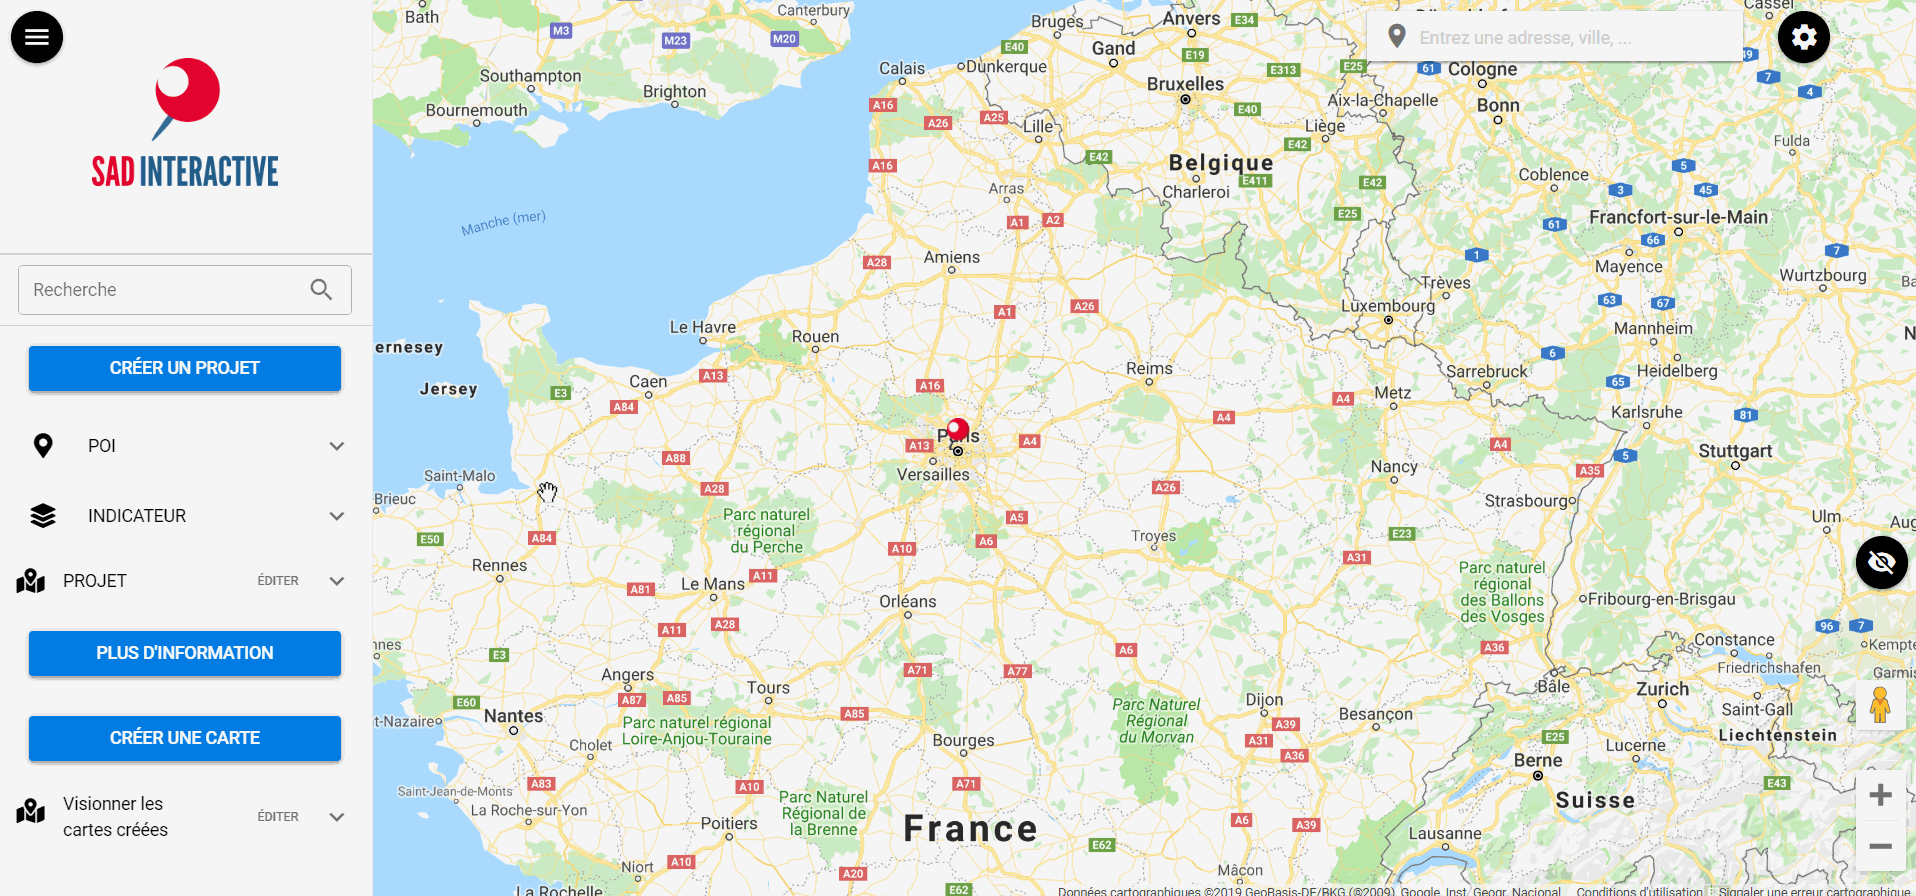 SAD INTERACTIVE
Recherche
CRÉER UN PROJET
POI
INDICATEUR
PROJET
ÉDITER
PLUS D'INFORMATION
CRÉER UNE CARTE
Visionner les
cartes créées
ÉDITER
Entrez une adresse, ville, ...
Bath
M3
M23
M20
Canterbury
Southampton
Bournemouth
Brighton
Calais
Dunkerque
Bruges
Anvers
E34
E40
Gand
E19
E313
E25
Bruxelles
61
Cologne
49
7
4
Cassel
A16
A26
A25
Lille
E40
Aix-la-Chapelle
Bonn
Liège
E42
Fulda
A16
E42
Belgique
Charleroi
E411
E42
Coblence
5
3
45
Arras
A1
A2
E25
Francfort-sur-le-Main
61
66
Manche (mer)
A28
Amiens
1
Mayence
7
Wurtzbourg
Trèves
A1
A26
Luxembourg
63
67
Le Havre
Rouen
Mannheim
ernesey
Jersey
6
Caen
A13
A16
Reims
Sarrebruck
Heidelberg
E3
A84
Metz
A4
65
Karlsruhe
81
A4
Paris
A13
A4
A4
5
Stuttgart
Saint-Malo
A88
Versailles
Nancy
A35
Brieuc
A28
A26
Strasbourg
Parc naturel
régional
du Perche
A5
Ulm
Aug
E50
A84
A10
A6
Troyes
E23
A31
Rennes
Le Mans
A11
Parc naturel
régional
des Ballons
des Vosges
A81
Orléans
Fribourg-en-Brisgau
A11
A28
96
7
nnes
E3
A6
A36
Constance
Kempte
Friedrichshafen
Angers
A71
A77
Bâle
Garmis
A87
A85
Tours
Zurich
E60
Nantes
t-Nazaire
Parc naturel régional
Loire-Anjou-Touraine
A85
Parc Naturel
Régional
du Morvan
Dijon
A39
Besançon
Saint-Gall
Liechtenstein
Cholet
Bourges
A31
A36
E25
Lucerne
Berne
A83
A10
A71
E43
Saint-Jean-de-Monts
La Roche-sur-Yon
Parc Naturel
Régional de
la Brenne
Suisse
Poitiers
France
A6
A39
E62
Lausanne
Niort
A10
A20
Mâcon
La Rochelle
E62
Données cartographiques ©2019 GeoBasis-DE/BKG (©2009), Google, Inst. Geogr. Nacional
Conditions d'utilisation
Signaler une erreur cartographique